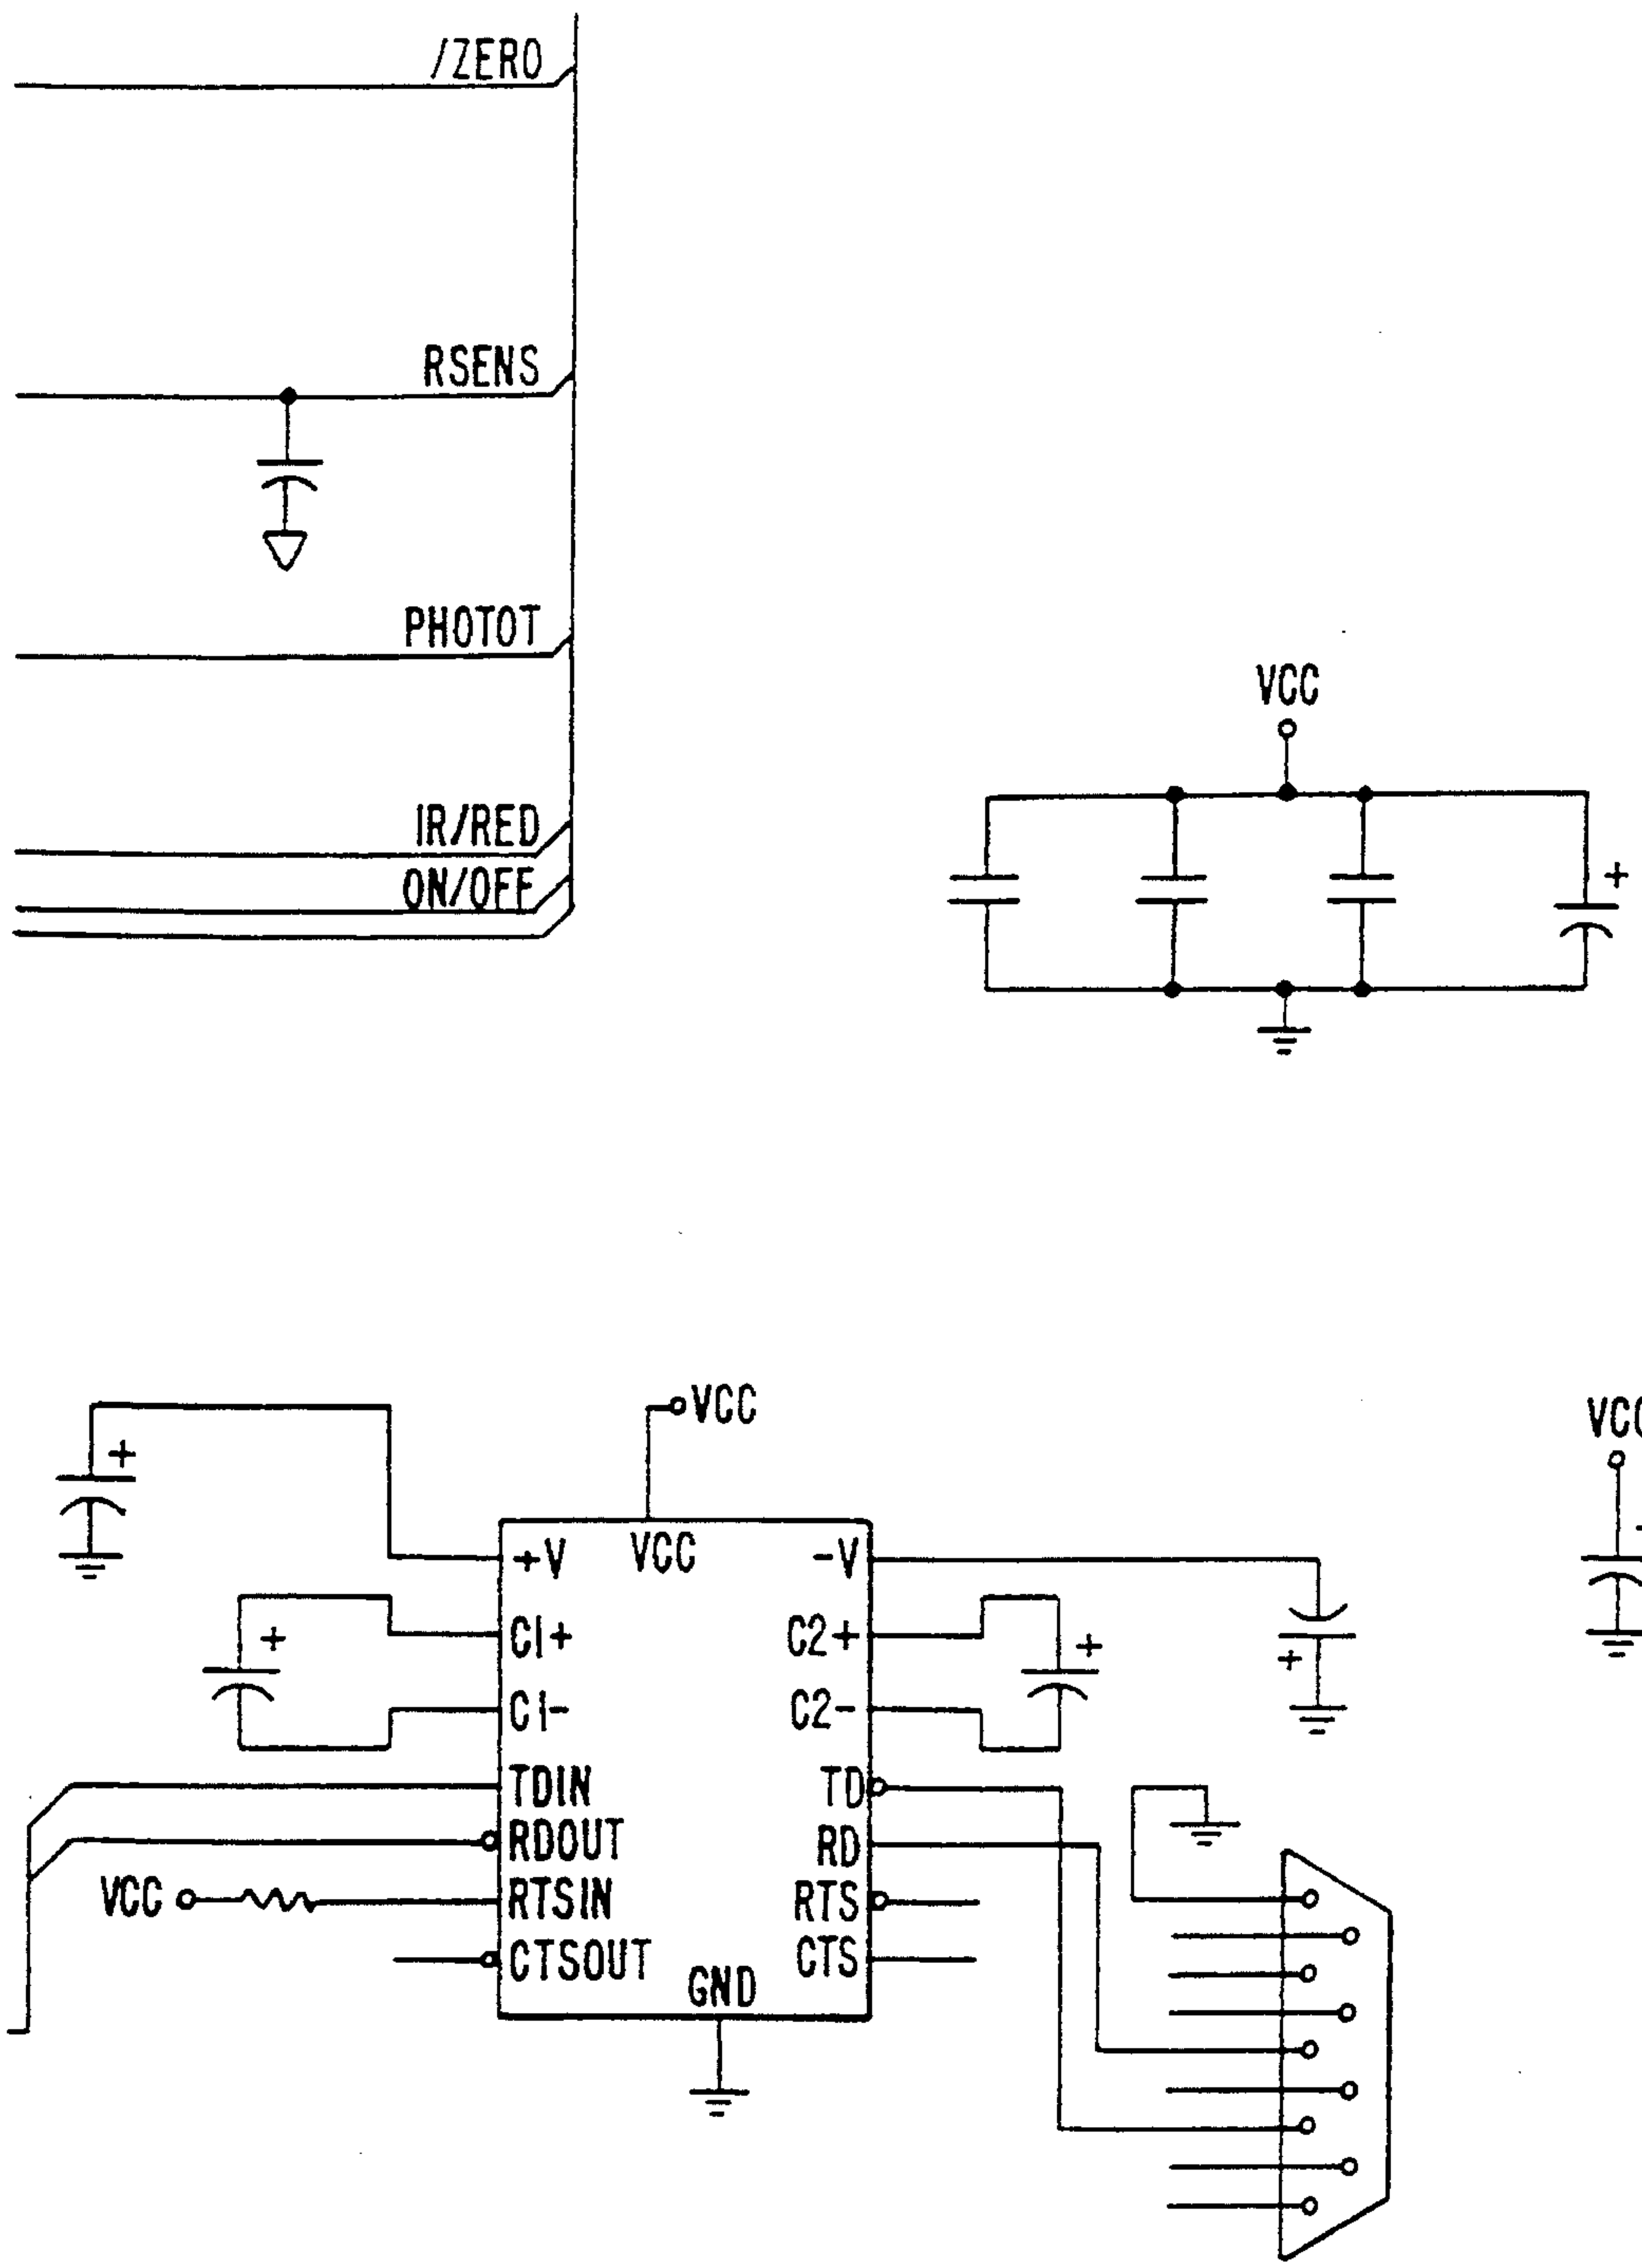 /ZERO
RSENS
PHOTOT
IR/RED
ON/OFF
VCC
+
VCC
+
+V
VCC
-V
VCC
+
C1+
C2+
+
+
C1-
C2-
TDIN
TD
RDOUT
RD
VCC
RTSIN
RTS
CTSOUT
CTS
GND